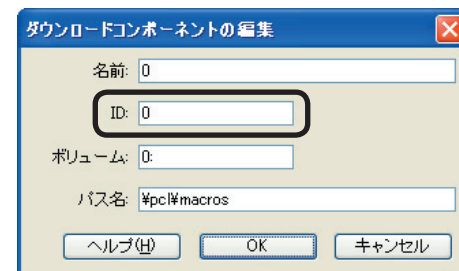 ダウンロードコンポーネントの編集
名前: 0
ID: 0
ボリューム: 0:
パス名: ¥pcl¥macros
ヘルプ(H) OK キャンセル